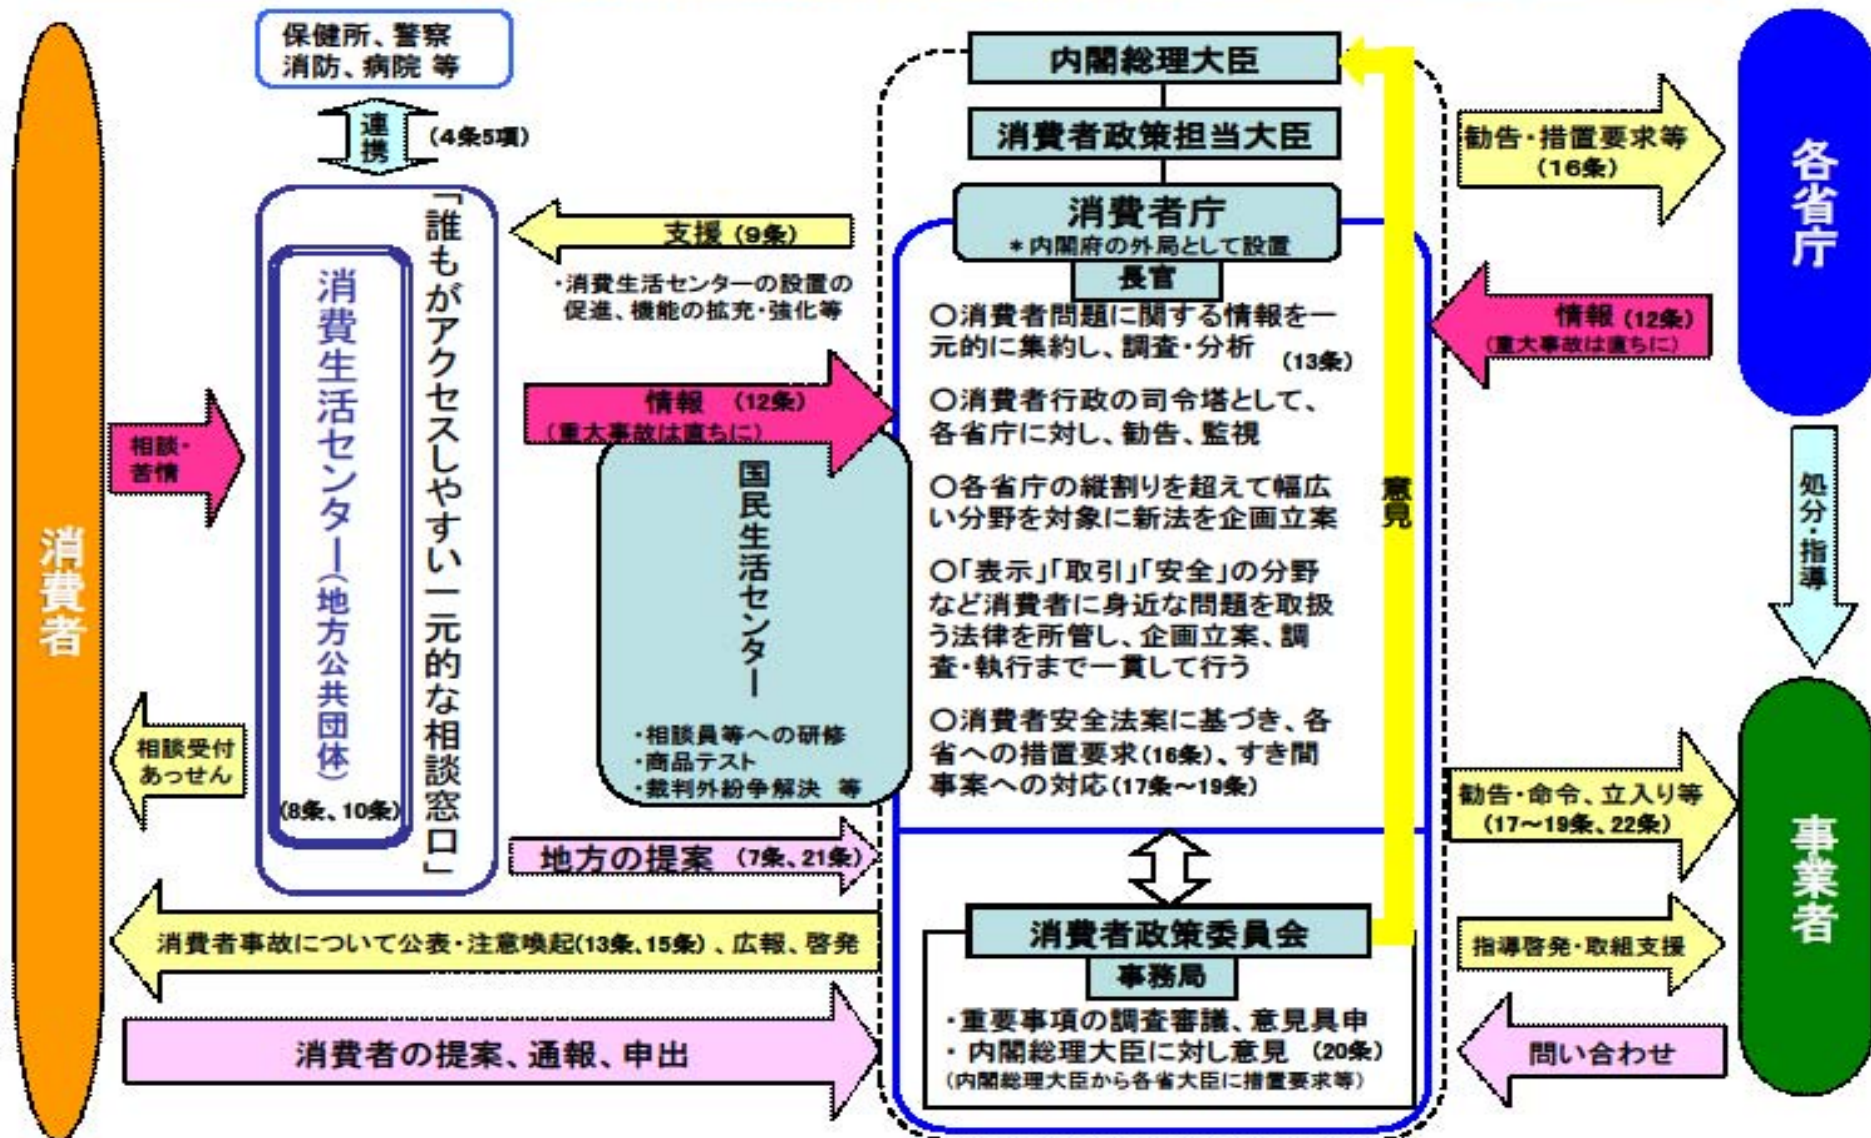 保健所、警察
消防、病院 等
連携
(4条5項)
消費者
相談・
苦情
相談受付
あっせん
「誰もがアクセスしやすい一元的な相談窓口」
消費生活センター(地方公共団体)
(8条、10条)
支援 (9条)
・消費生活センターの設置の
促進、機能の拡充・強化等
情報 (12条)
(重大事故は直ちに)
国民生活センター
・相談員等への研修
・商品テスト
・裁判外紛争解決 等
地方の提案 (7条、21条)
消費者事故について公表・注意喚起(13条、15条)、広報、啓発
消費者の提案、通報、申出
内閣総理大臣
消費者政策担当大臣
消費者庁
*内閣府の外局として設置
長官
○消費者問題に関する情報を一
元的に集約し、調査・分析 (13条)
○消費者行政の司令塔として、
各省庁に対し、勧告、監視
○各省庁の縦割りを超えて幅広
い分野を対象に新法を企画立案
○「表示」「取引」「安全」の分野
など消費者に身近な問題を取扱
う法律を所管し、企画立案、調
査・執行まで一貫して行う
○消費者安全法案に基づき、各
省への措置要求(16条)、すき間
事案への対応(17条~19条)
意見
消費者政策委員会
事務局
・重要事項の調査審議、意見具申
・内閣総理大臣に対し意見 (20条)
(内閣総理大臣から各省大臣に措置要求等)
勧告・措置要求等
(16条)
各省庁
情報 (12条)
(重大事故は直ちに)
処分・指導
勧告・命令、立入り等
(17~19条、22条)
事業者
指導啓発・取組支援
問い合わせ